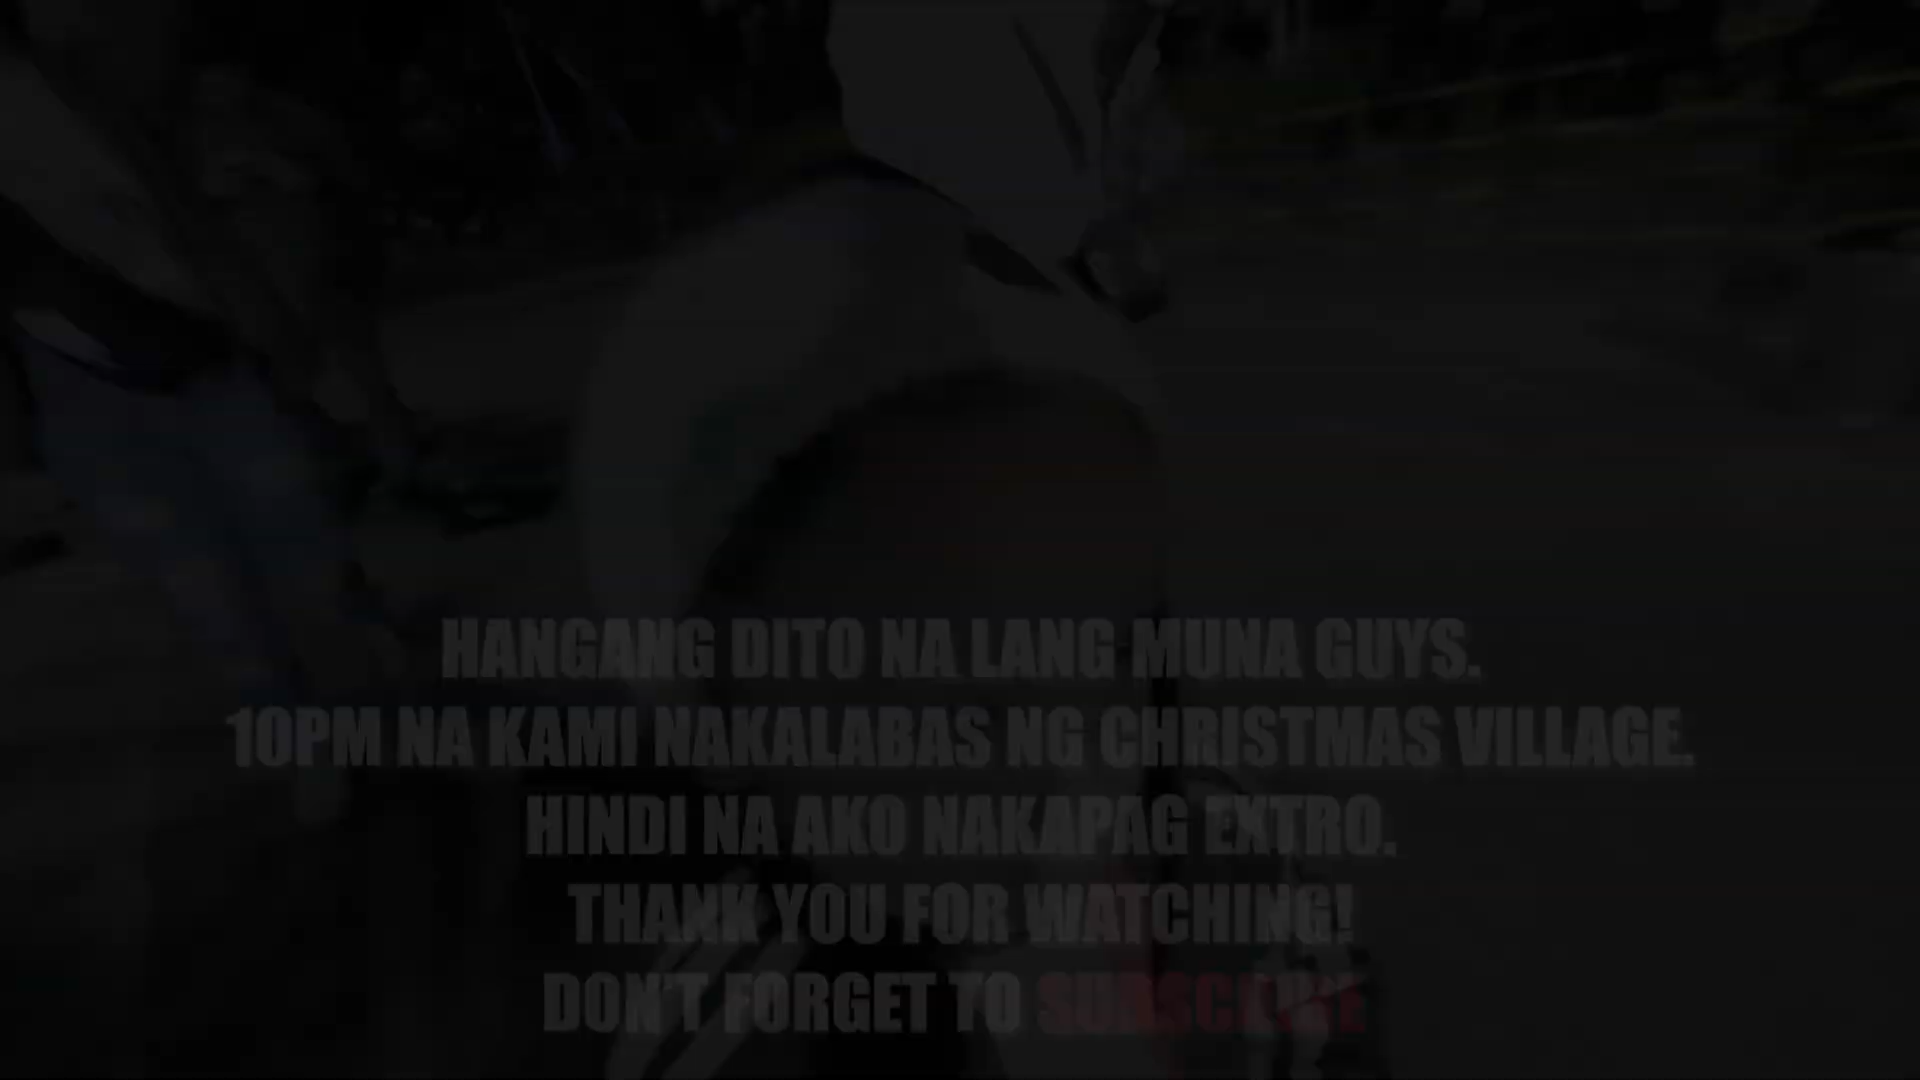 HANGANG DITO NA LANG MUNA GUYS.
10PM NA KAMI NAKALABAS NG CHRISTMAS VILLAGE.
HINDI NA AKO NAKAPAG EXTRO.
THANK YOU FOR WATCHING!
DON'T FORGET TO SUBSCRIBE